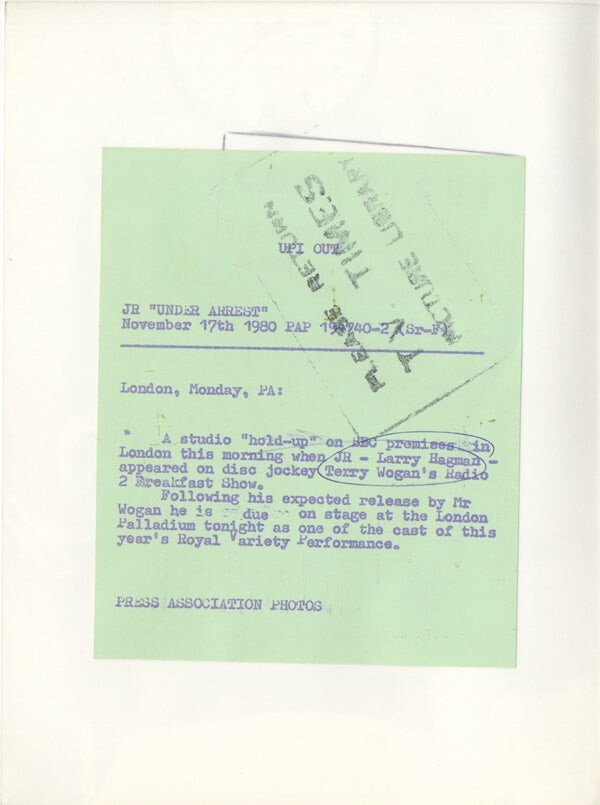 UPI OUT
PLEASE RETURN
T.V. TIMES
PICTURE LIBRARY
JR "UNDER ARREST"
November 17th 1980 PAP
London, Monday, PA:
A studio "hold-up" on BBC premises in
London this morning when JR - Larry Hagman -
appeared on disc jockey Terry Wogan's Radio
2 Breakfast Show.
Following his expected release by Mr
Wogan he is due on stage at the London
Palladium tonight as one of the cast of this
year's Royal Variety Performance.
PRESS ASSOCIATION PHOTOS